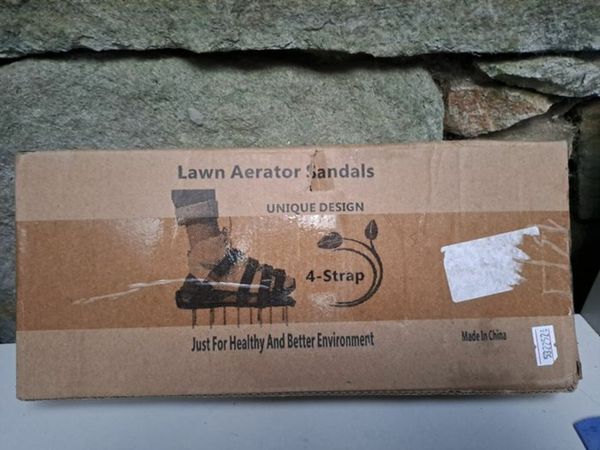 Lawn Aerator Sandals
UNIQUE DESIGN
4-Strap
Just For Healthy And Better Environment
Made In China